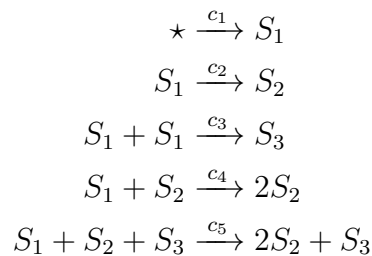 ⋆ —c₁→ S₁
S₁ —c₂→ S₂
S₁ + S₁ —c₃→ S₃
S₁ + S₂ —c₄→ 2S₂
S₁ + S₂ + S₃ —c₅→ 2S₂ + S₃